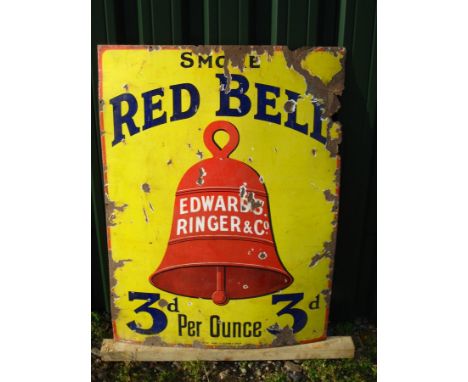 SMOKE
RED BELL
EDWARDS.
RINGER & Co
3d Per Ounce 3d